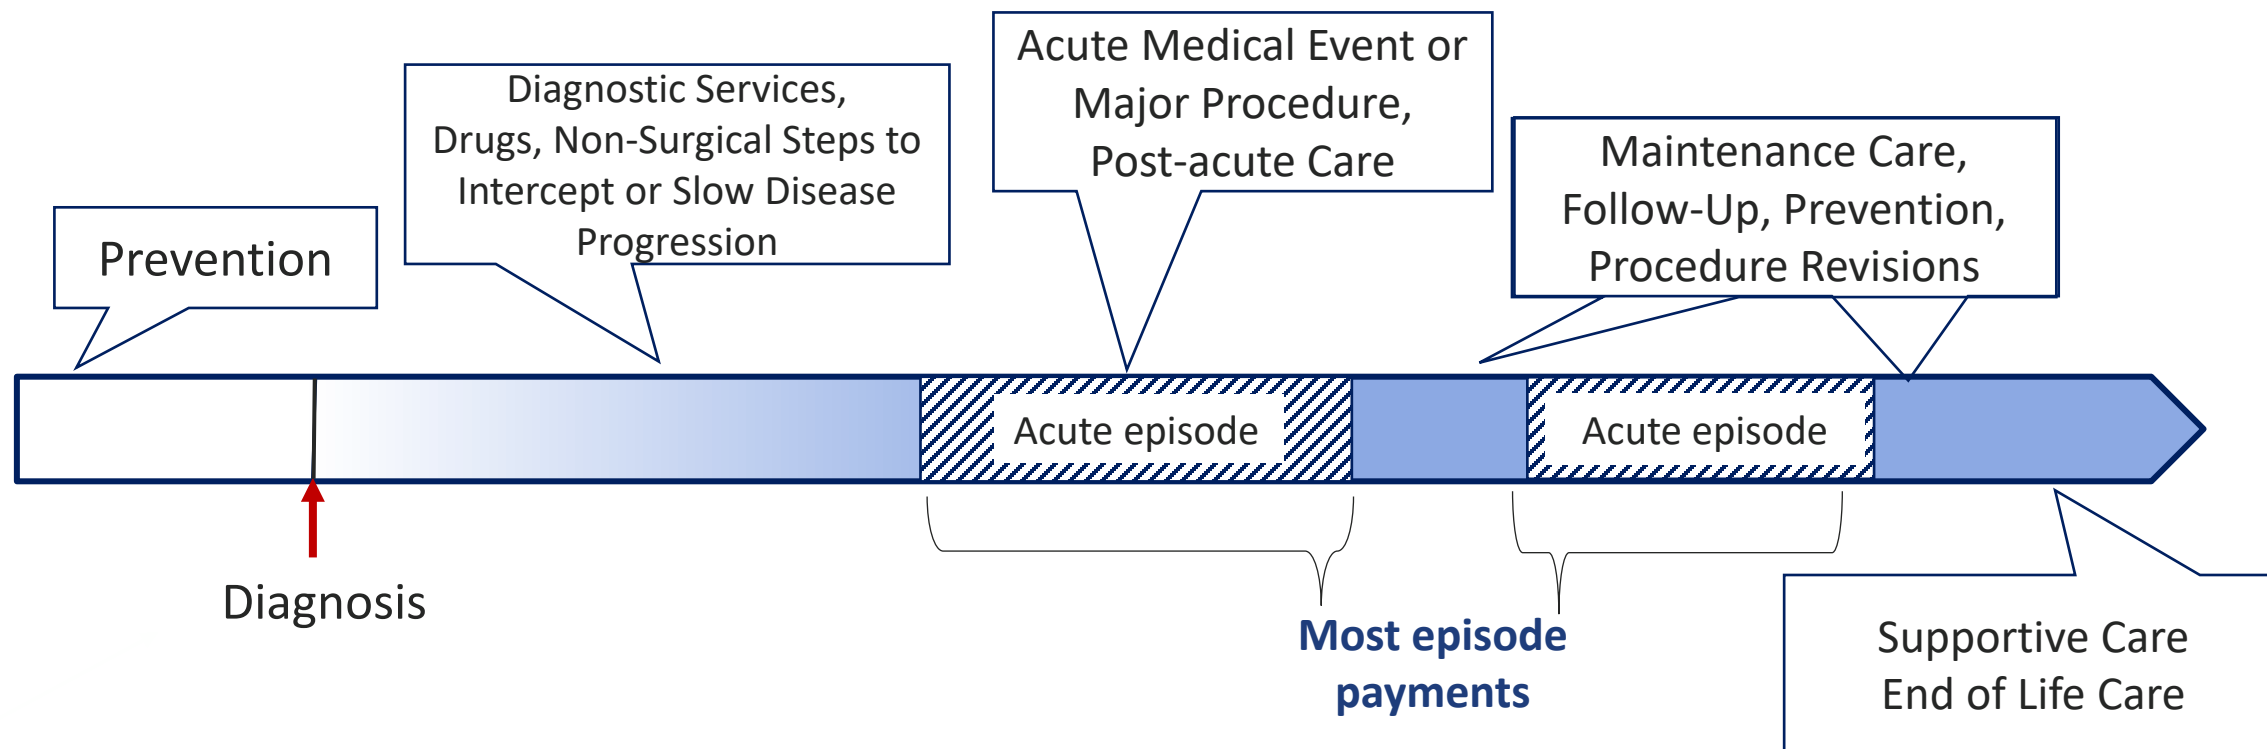 Prevention
Diagnostic Services,
Drugs, Non-Surgical Steps to
Intercept or Slow Disease
Progression
Acute Medical Event or
Major Procedure,
Post-acute Care
Maintenance Care,
Follow-Up, Prevention,
Procedure Revisions
Acute episode
Acute episode
Diagnosis
Most episode
payments
Supportive Care
End of Life Care